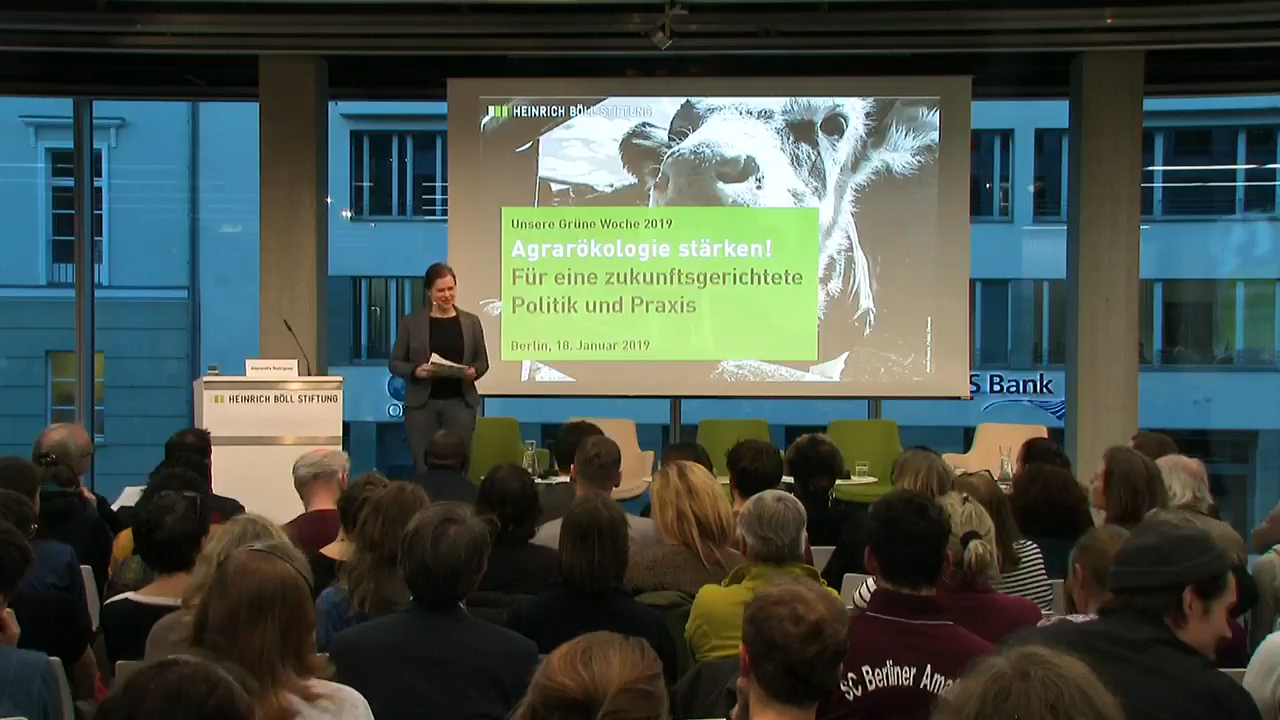 HEINRICH BÖLL STIFTUNG
Unsere Grüne Woche 2019
Agrarökologie stärken!
Für eine zukunftsgerichtete
Politik und Praxis
Berlin, 18. Januar 2019
S Bank
HEINRICH BÖLL STIFTUNG
SC Berliner Ama